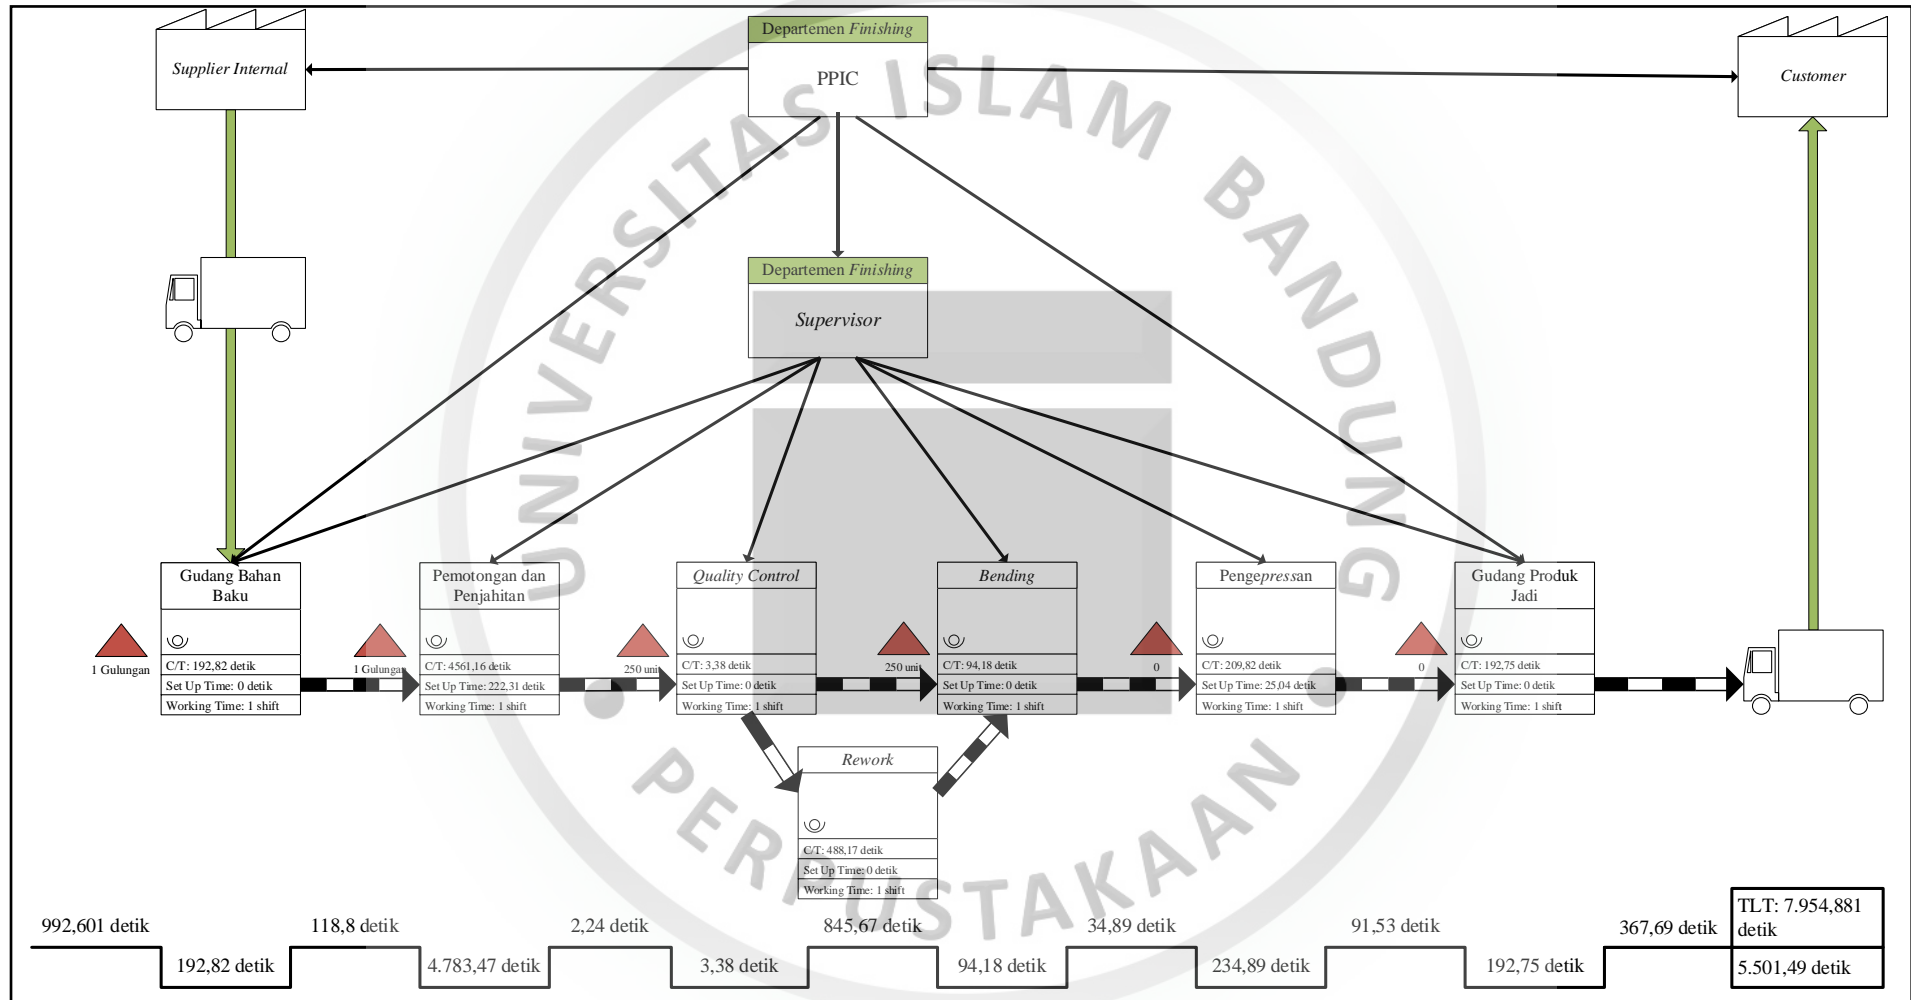 Departemen Finishing
PPIC
Supplier Internal
Customer
Departemen Finishing
Supervisor
UNIVERSITAS ISLAM BANDUNG
PERPUSTAKAAN
1 Gulungan
Gudang Bahan
Baku
C/T: 192,82 detik
Set Up Time: 0 detik
Working Time: 1 shift
1 Gulungan
Pemotongan dan
Penjahitan
C/T: 4561,16 detik
Set Up Time: 222,31 detik
Working Time: 1 shift
250 unit
Quality Control
C/T: 3,38 detik
Set Up Time: 0 detik
Working Time: 1 shift
250 unit
Bending
C/T: 94,18 detik
Set Up Time: 0 detik
Working Time: 1 shift
0
Pengepressan
C/T: 209,82 detik
Set Up Time: 25,04 detik
Working Time: 1 shift
0
Gudang Produk
Jadi
C/T: 192,75 detik
Set Up Time: 0 detik
Working Time: 1 shift
Rework
C/T: 488,17 detik
Set Up Time: 0 detik
Working Time: 1 shift
992,601 detik
118,8 detik
2,24 detik
845,67 detik
34,89 detik
91,53 detik
367,69 detik
TLT: 7.954,881
detik
192,82 detik
4.783,47 detik
3,38 detik
94,18 detik
234,89 detik
192,75 detik
5.501,49 detik